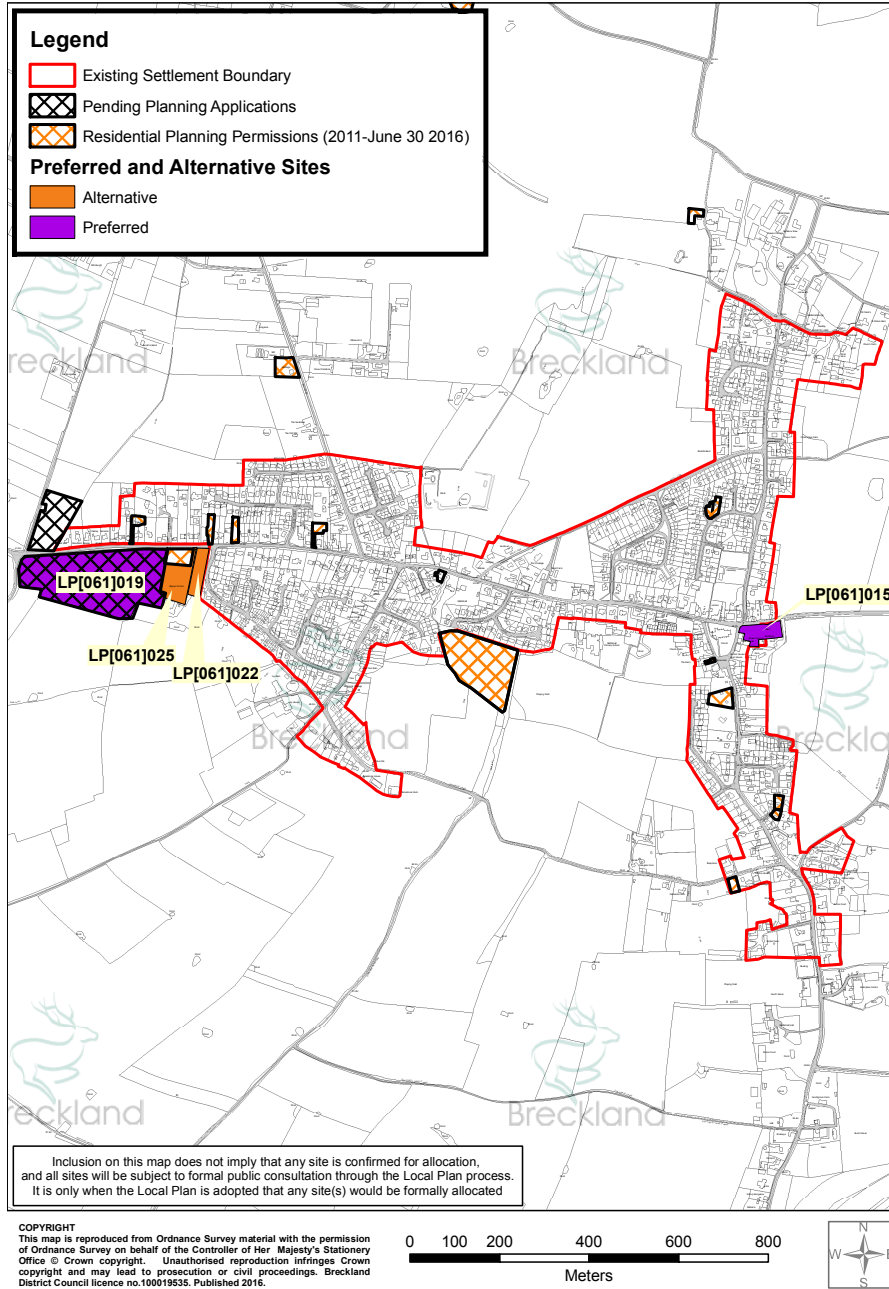 Legend
Existing Settlement Boundary
Pending Planning Applications
Residential Planning Permissions (2011-June 30 2016)
Preferred and Alternative Sites
Alternative
Preferred
Breckland
reckland
LP[061]019
LP[061]015
LP[061]025
LP[061]022
Breckland
Breckla
reckland
Breckland
Inclusion on this map does not imply that any site is confirmed for allocation,
and all sites will be subject to formal public consultation through the Local Plan process.
It is only when the Local Plan is adopted that any site(s) would be formally allocated
COPYRIGHT
This map is reproduced from Ordnance Survey material with the permission
of Ordnance Survey on behalf of the Controller of Her Majesty's Stationery
Office © Crown copyright. Unauthorised reproduction infringes Crown
copyright and may lead to prosecution or civil proceedings. Breckland
District Council licence no.100019535. Published 2016.
0 100 200 400 600 800
Meters
N
W E
S